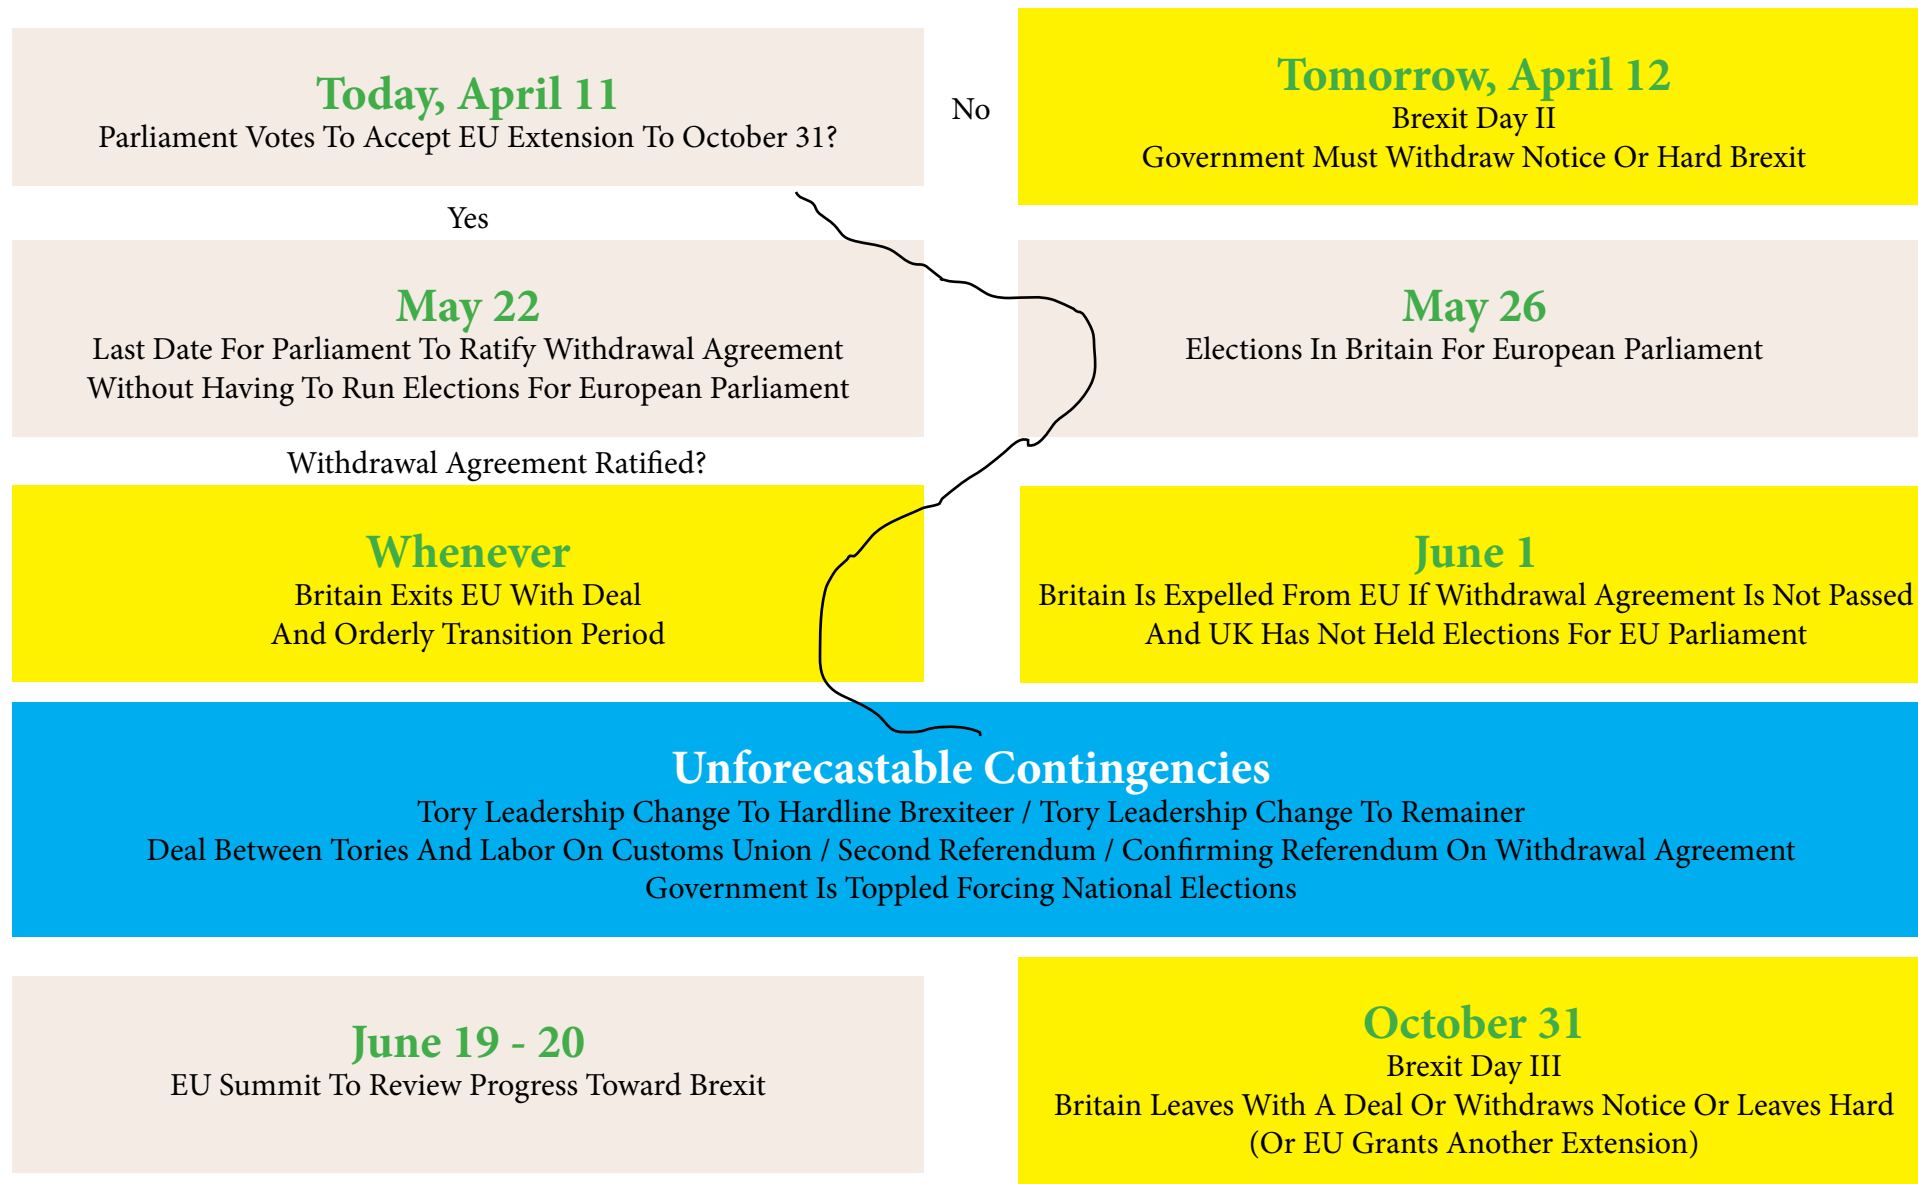 Today, April 11
Parliament Votes To Accept EU Extension To October 31?
No
Tomorrow, April 12
Brexit Day II
Government Must Withdraw Notice Or Hard Brexit
Yes
May 22
Last Date For Parliament To Ratify Withdrawal Agreement
Without Having To Run Elections For European Parliament
May 26
Elections In Britain For European Parliament
Withdrawal Agreement Ratified?
Whenever
Britain Exits EU With Deal
And Orderly Transition Period
June 1
Britain Is Expelled From EU If Withdrawal Agreement Is Not Passed
And UK Has Not Held Elections For EU Parliament
Unforecastable Contingencies
Tory Leadership Change To Hardline Brexiteer / Tory Leadership Change To Remainer
Deal Between Tories And Labor On Customs Union / Second Referendum / Confirming Referendum On Withdrawal Agreement
Government Is Toppled Forcing National Elections
June 19 - 20
EU Summit To Review Progress Toward Brexit
October 31
Brexit Day III
Britain Leaves With A Deal Or Withdraws Notice Or Leaves Hard
(Or EU Grants Another Extension)